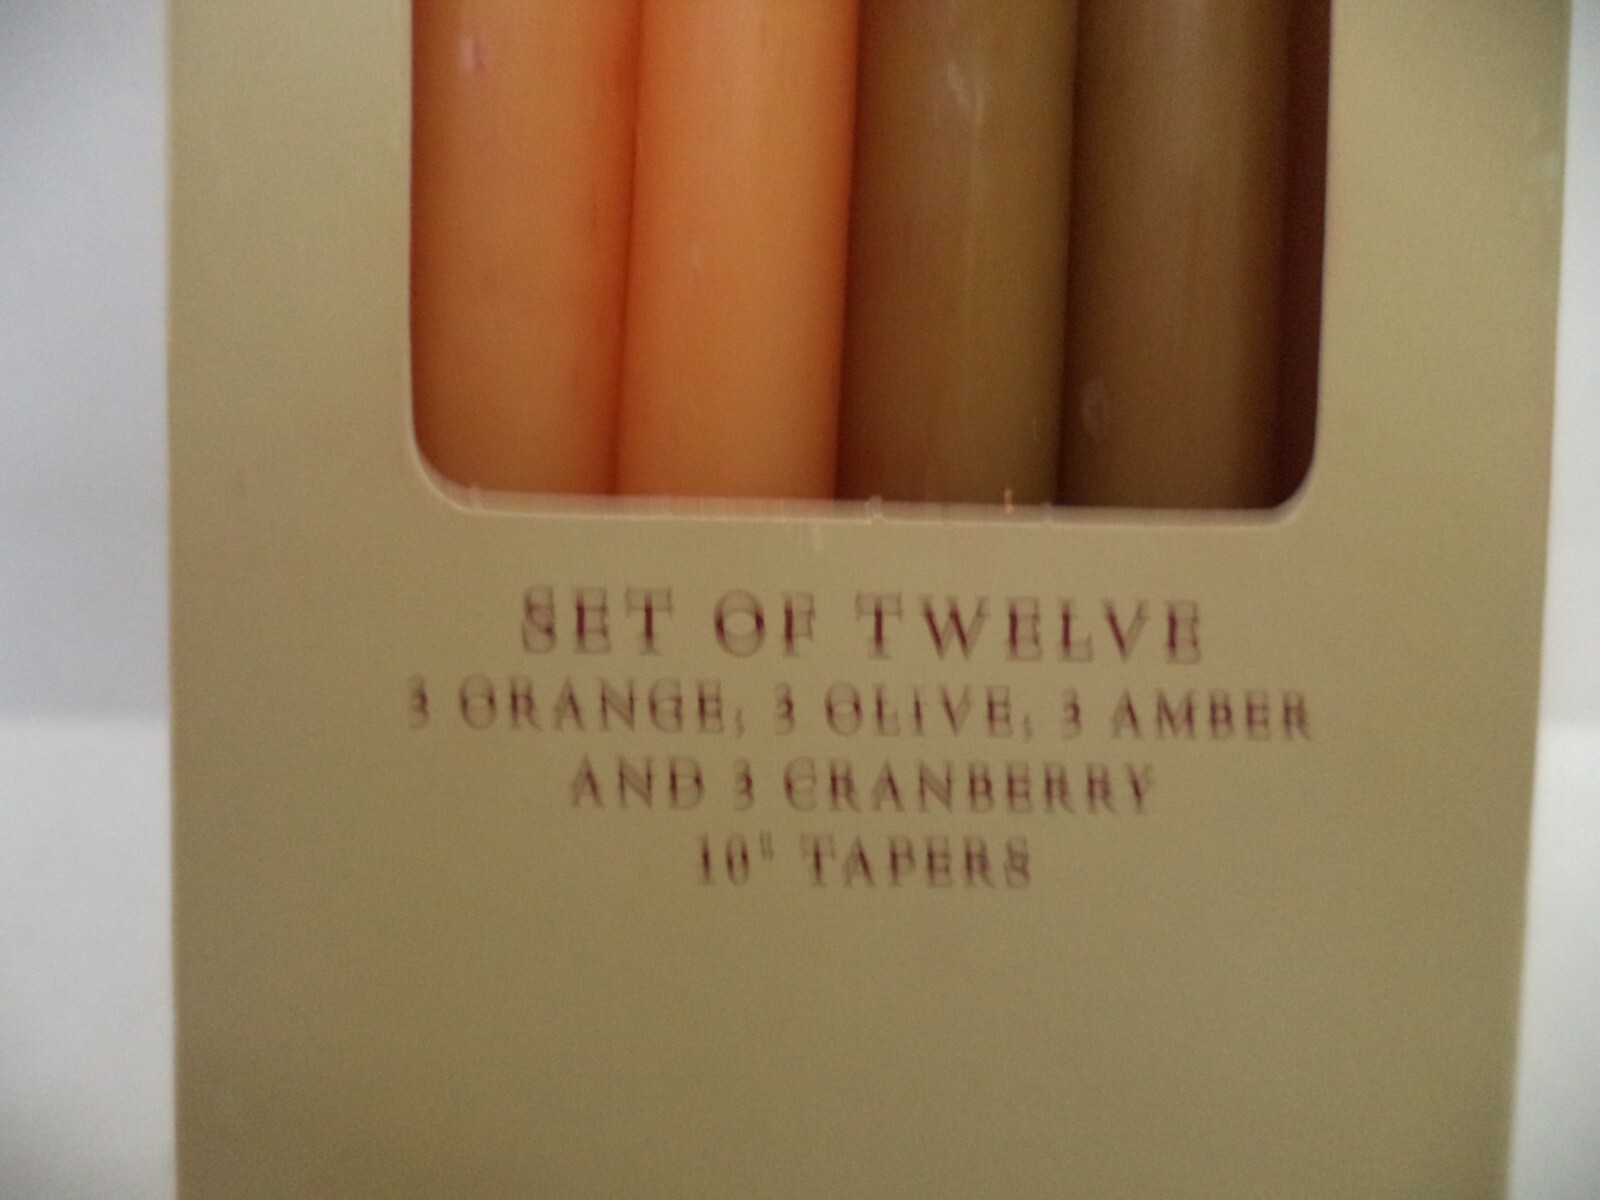 SET OF TWELVE
3 ORANGE, 3 OLIVE, 3 AMBER
AND 3 CRANBERRY
10" TAPERS